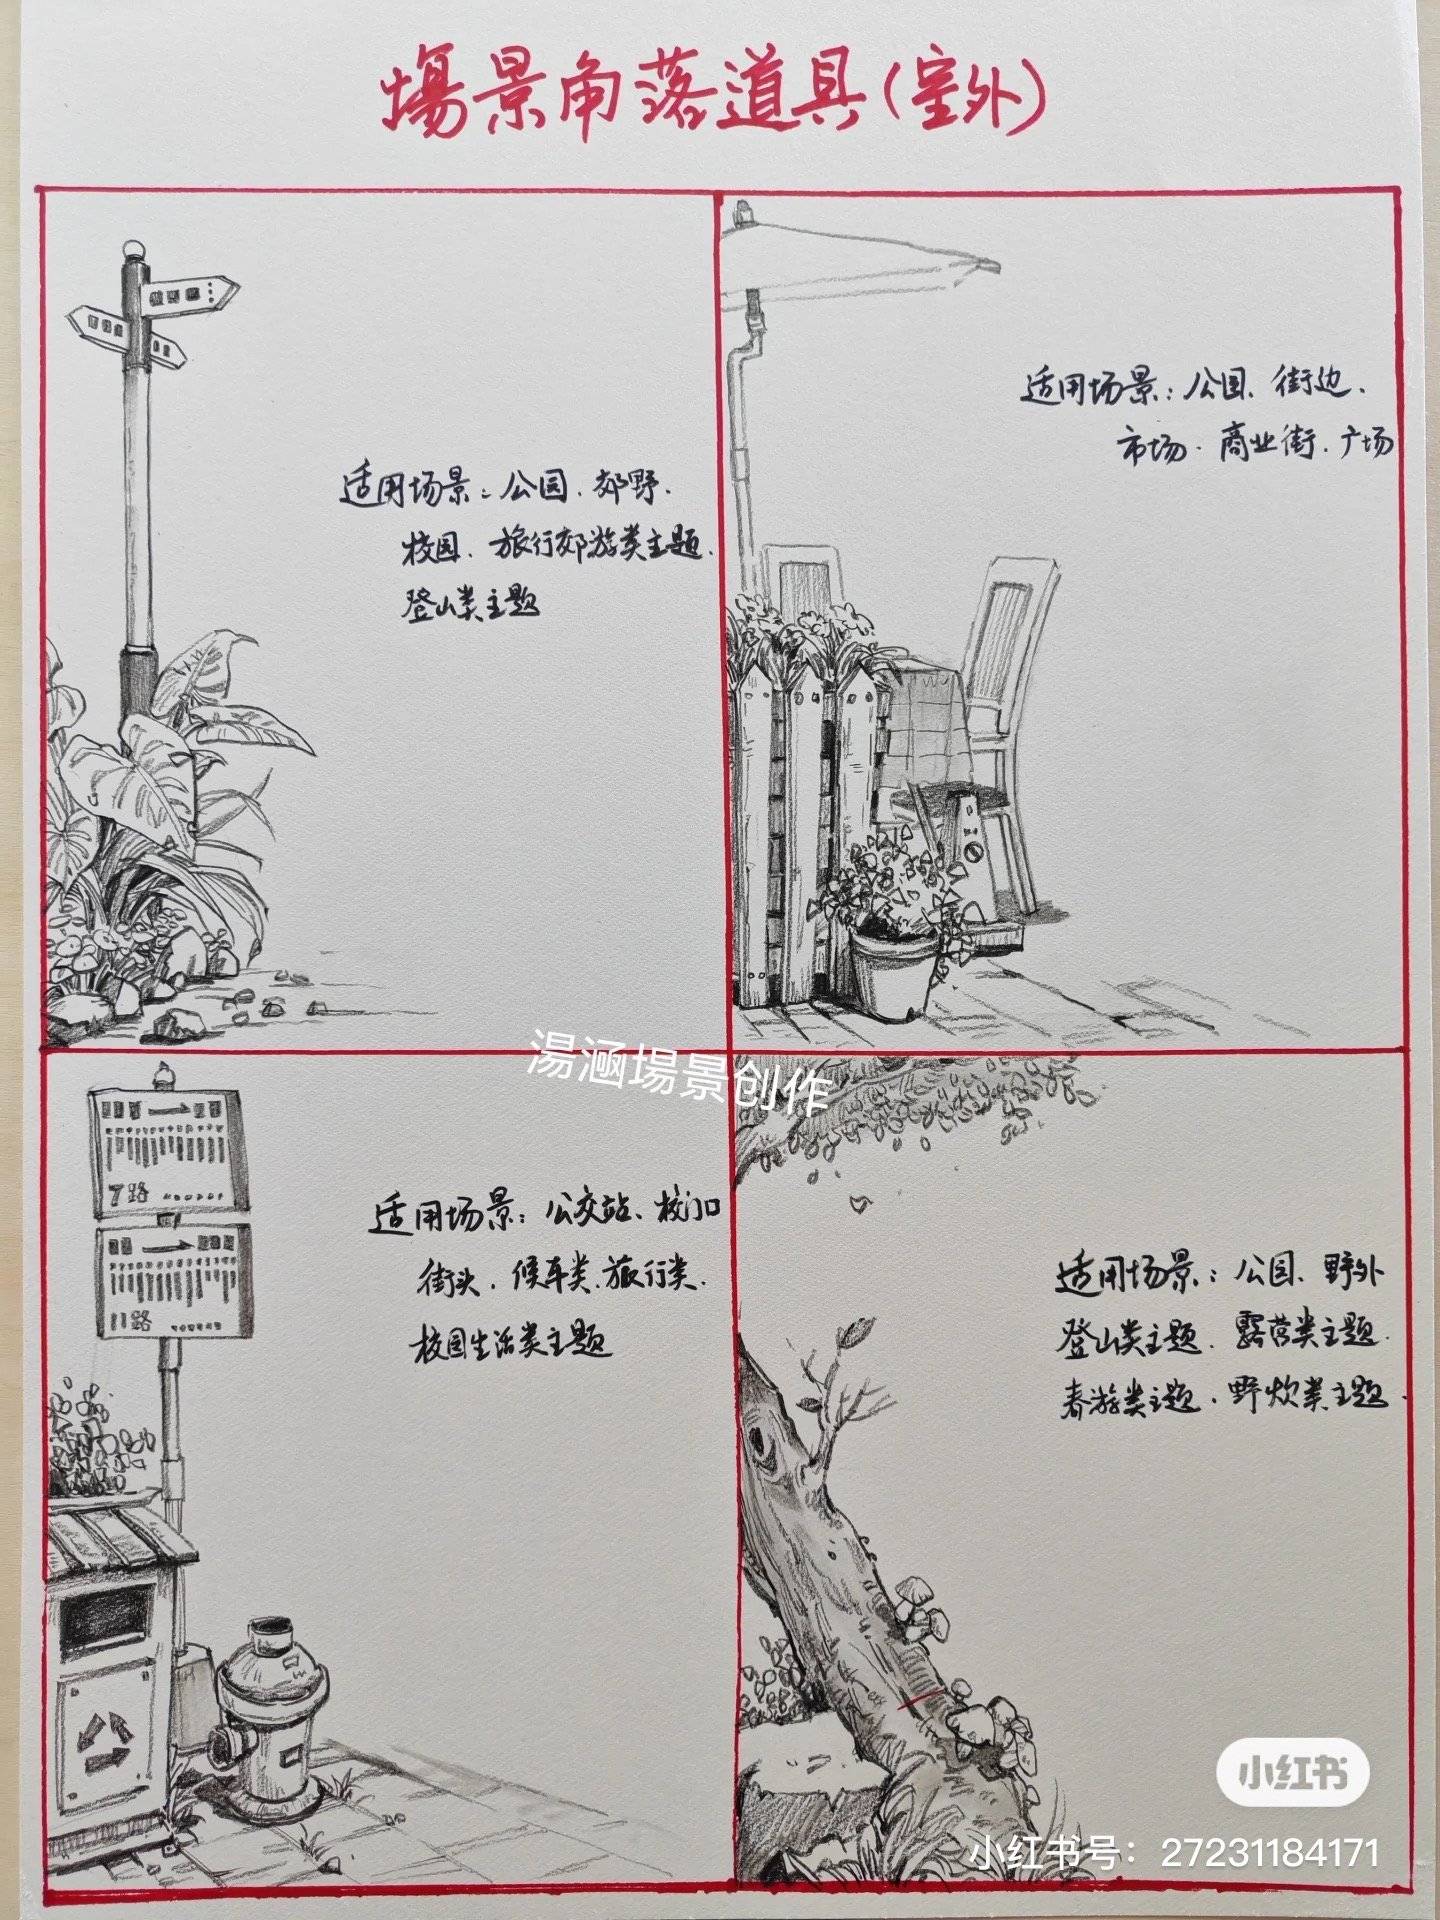 場景角落道具(室外)
适用场景:公园、郊野、
校园、旅行郊游类主题、
登山类主题
适用场景:公园、街边、
市场、商业街、广场
湯涵場景创作
7路
11路
适用场景:公交站、校门口
街头、候车类、旅行类、
校园生活类主题
适用场景:公园、野外
登山类主题、露营类主题、
春游类主题、野炊类主题、
小红书
小红书号:27231184171